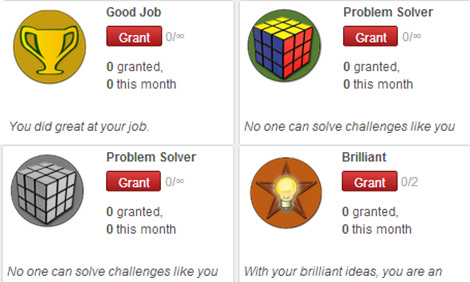 Good Job
Grant 0/∞
0 granted,
0 this month
You did great at your job.
Problem Solver
Grant 0/∞
0 granted,
0 this month
No one can solve challenges like you
Problem Solver
Grant 0/∞
0 granted,
0 this month
No one can solve challenges like you
Brilliant
Grant 0/2
0 granted,
0 this month
With your brilliant ideas, you are an